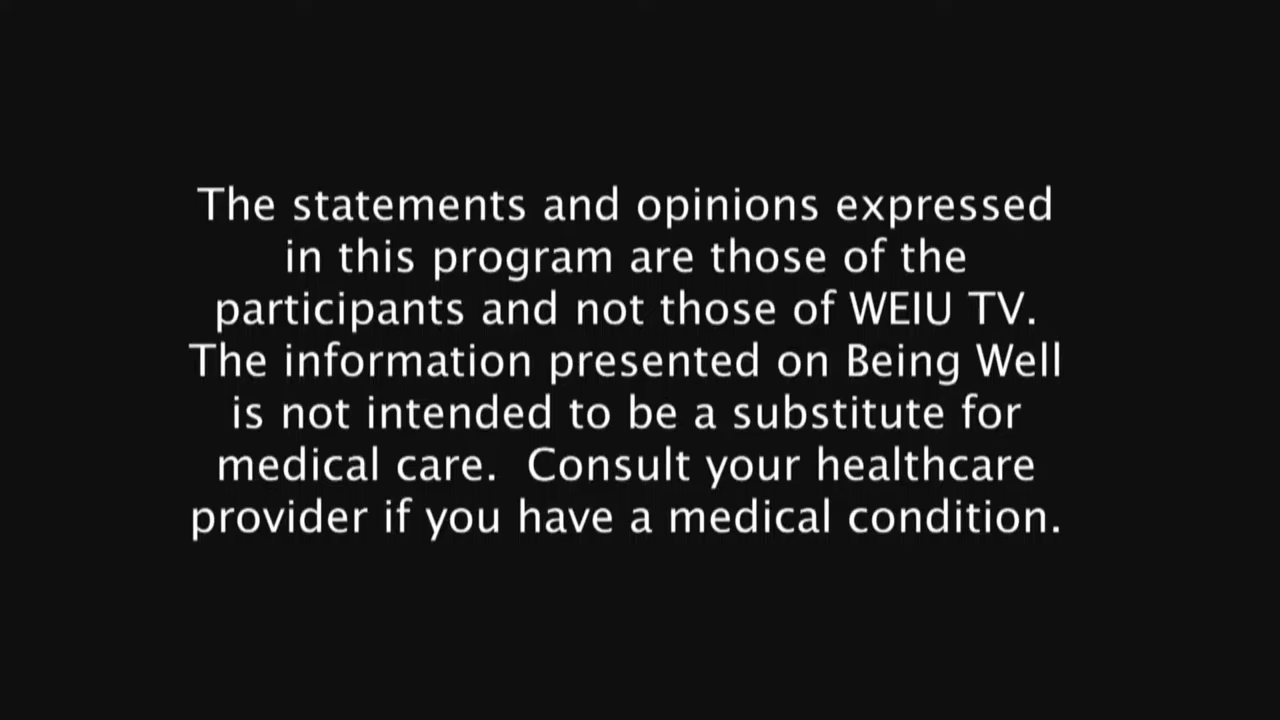 The statements and opinions expressed
in this program are those of the
participants and not those of WEIU TV.
The information presented on Being Well
is not intended to be a substitute for
medical care.  Consult your healthcare
provider if you have a medical condition.